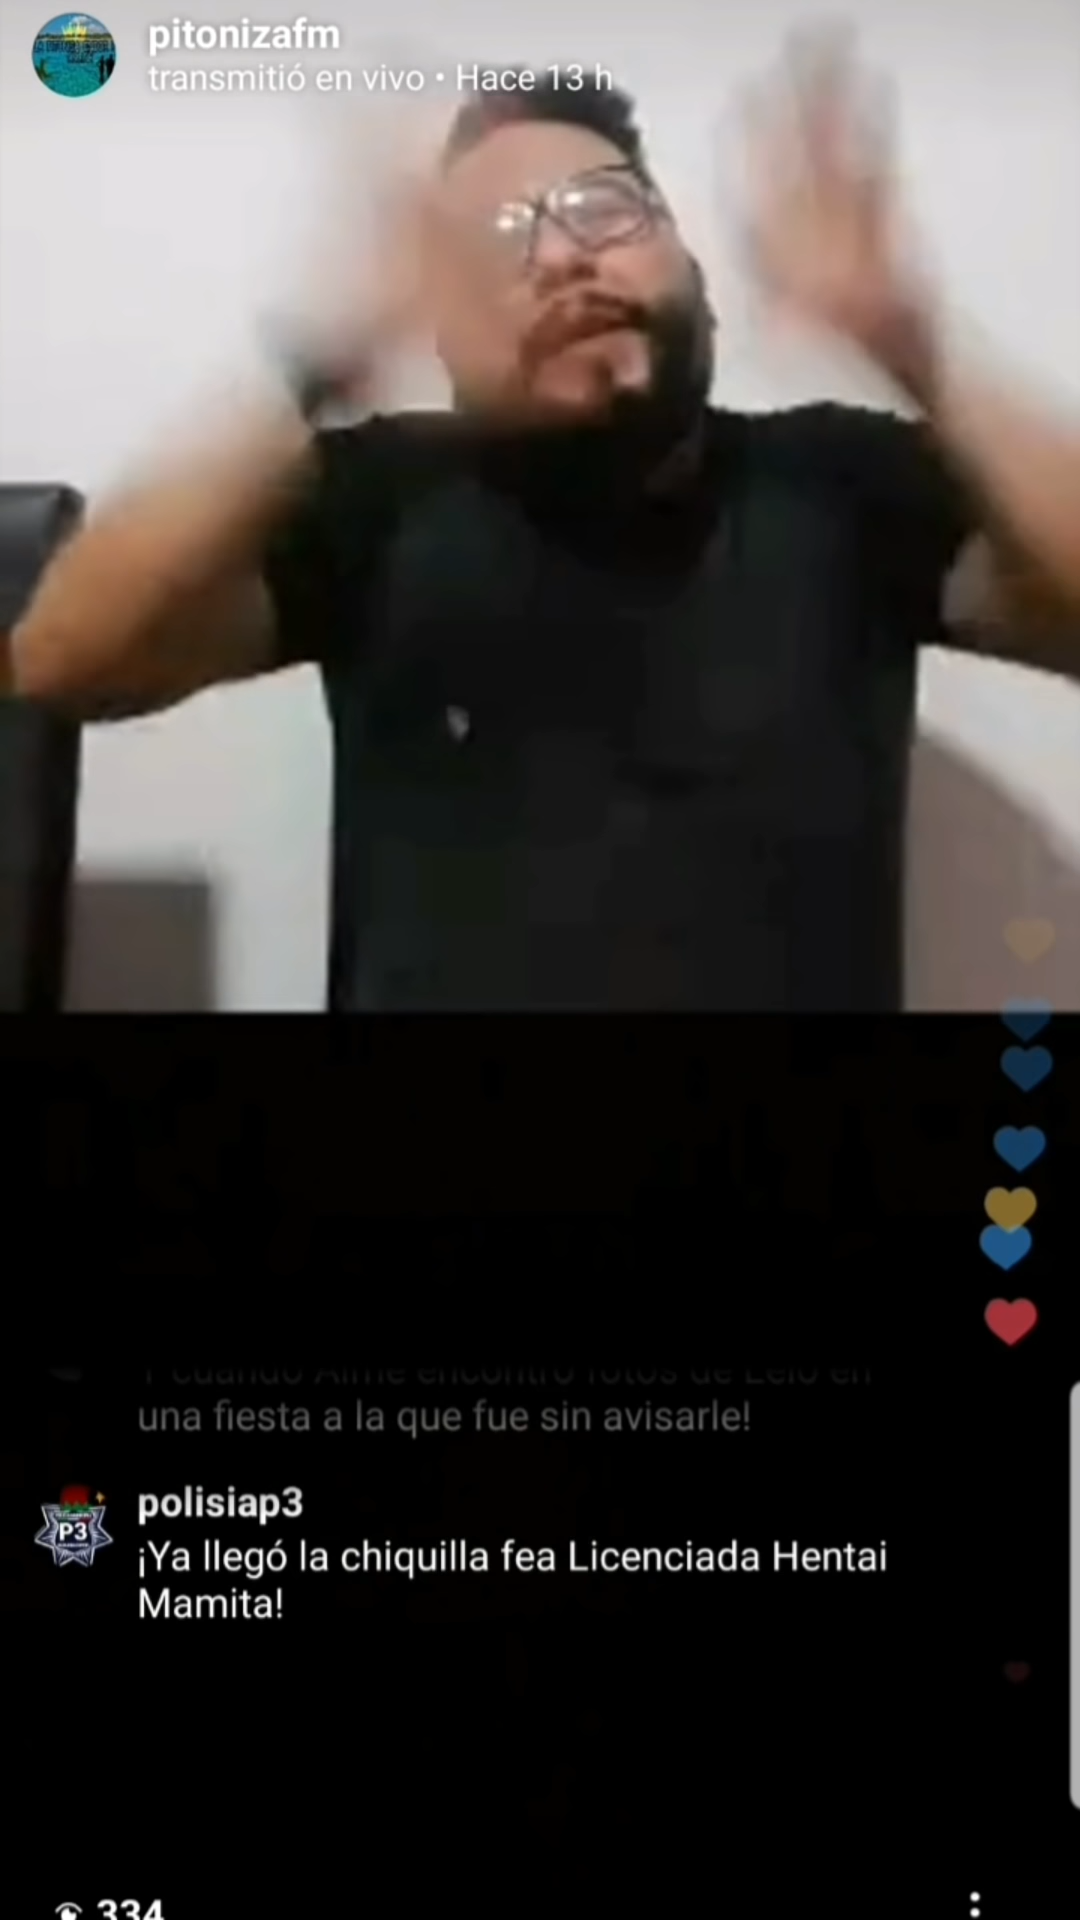 pitonizafm
transmitió en vivo • Hace 13 h
una fiesta a la que fue sin avisarle!
polisiap3
P3
¡Ya llegó la chiquilla fea Licenciada Hentai
Mamita!
334